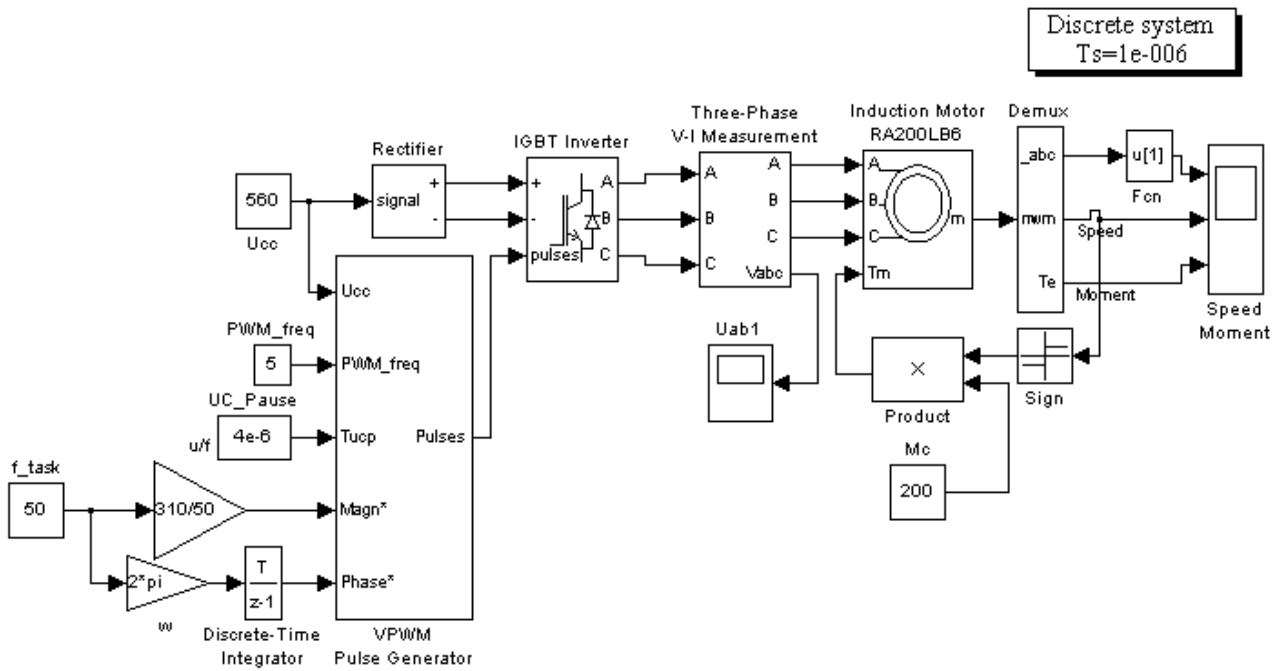 Discrete system
Ts=1e-006
Three-Phase
V-I Measurement
Induction Motor
RA200LB6
Demux
Rectifier
IGBT Inverter
_abc
u[1]
Fcn
560
Ucc
signal
+
-
+
-
pulses
A
B
C
A
B
C
A
B
C
Vabc
A
B
C
Tm
m
mwm
Speed
Te
Moment
Speed
Moment
Ucc
PWM_freq
5
PWM_freq
UC_Pause
4e-6
Tucp
Pulses
Uab1
×
Product
Sign
Mc
200
f_task
50
u/f
310/50
Magn*
2*pi
w
T
z-1
Phase*
Discrete-Time
Integrator
VPWM
Pulse Generator